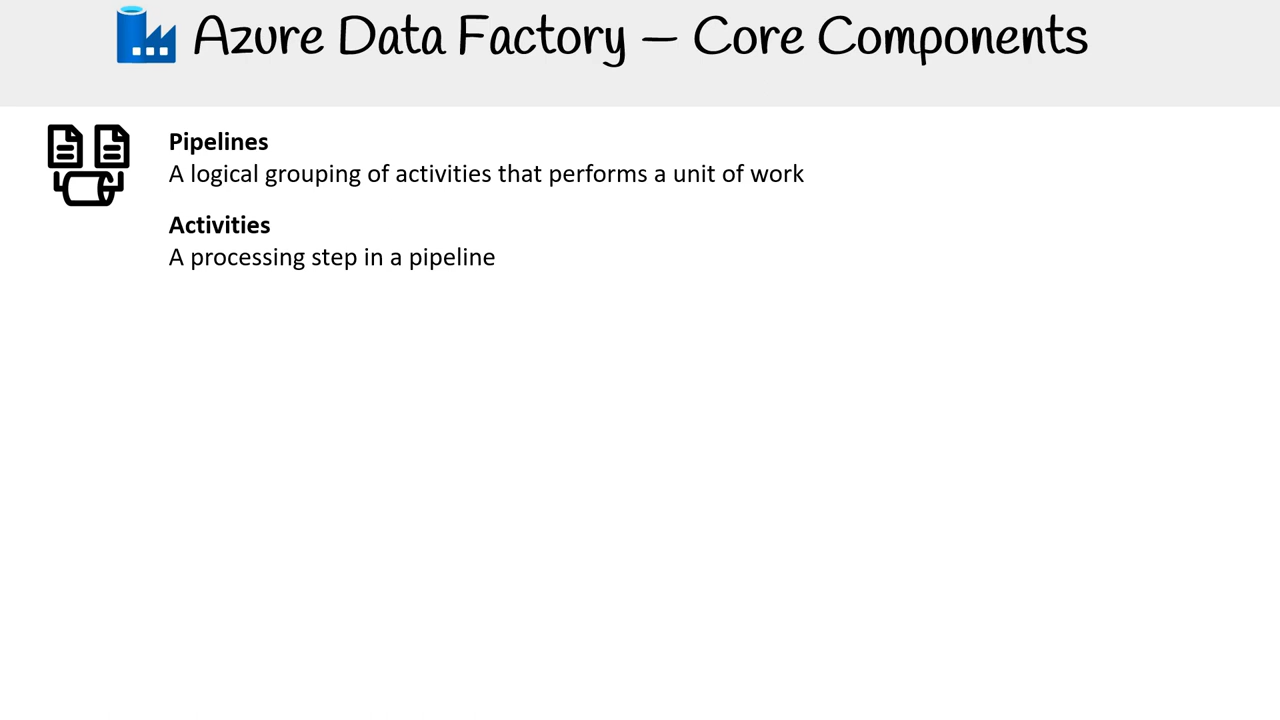 Azure Data Factory – Core Components
Pipelines
A logical grouping of activities that performs a unit of work
Activities
A processing step in a pipeline